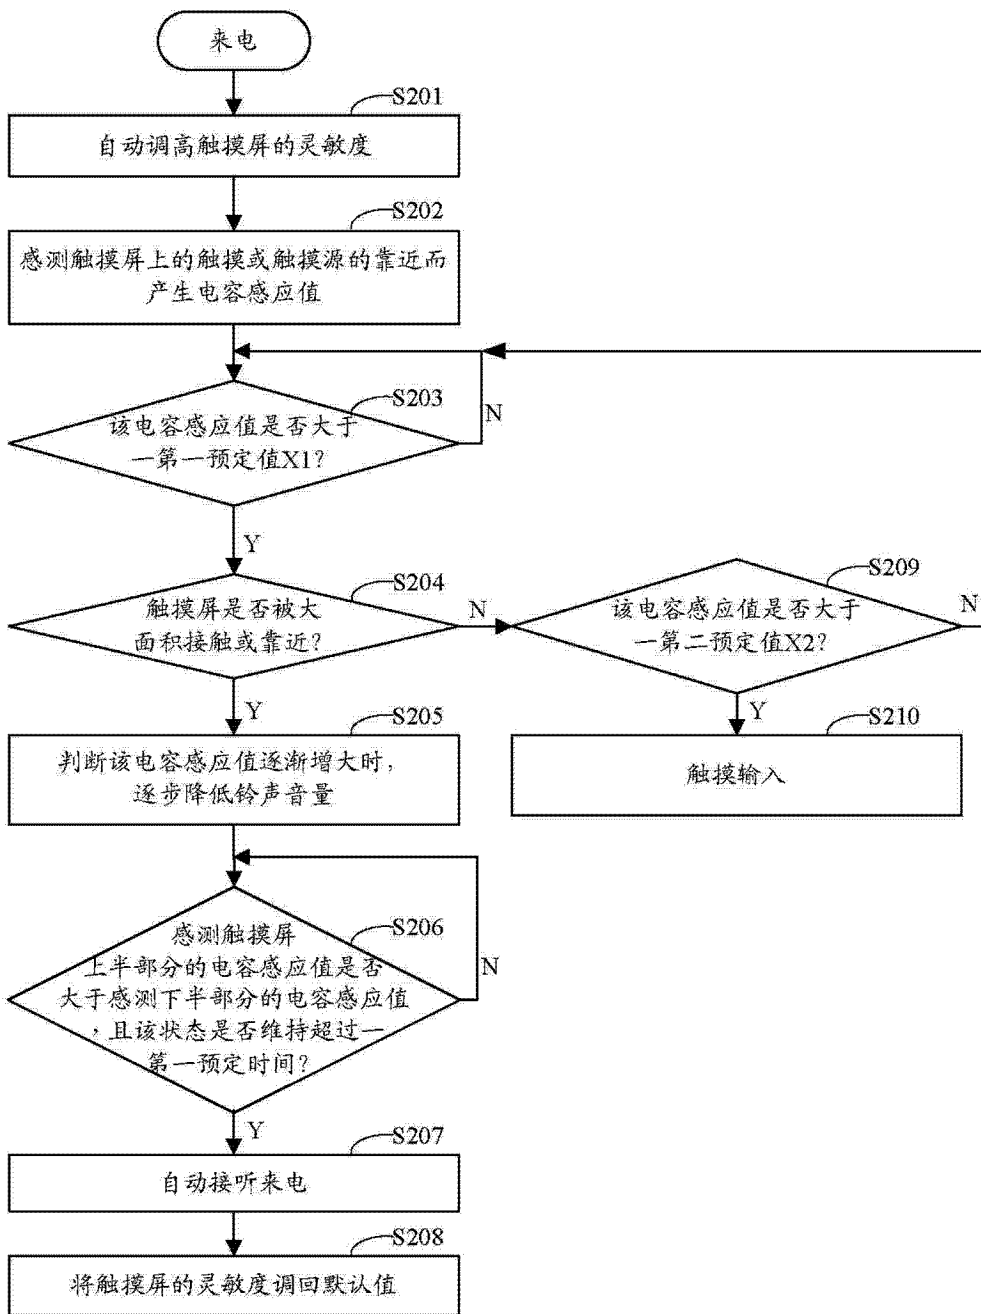 来电
S201
自动调高触摸屏的灵敏度
S202
感测触摸屏上的触摸或触摸源的靠近而
产生电容感应值
S203
该电容感应值是否大于
一第一预定值X1?
N
Y
S204
触摸屏是否被大
面积接触或靠近?
N
S209
该电容感应值是否大于
一第二预定值X2?
N
Y
S205
判断该电容感应值逐渐增大时，
逐步降低铃声音量
Y
S210
触摸输入
S206
感测触摸屏
上半部分的电容感应值是否
大于感测下半部分的电容感应值
，且该状态是否维持超过一
第一预定时间?
N
Y
S207
自动接听来电
S208
将触摸屏的灵敏度调回默认值